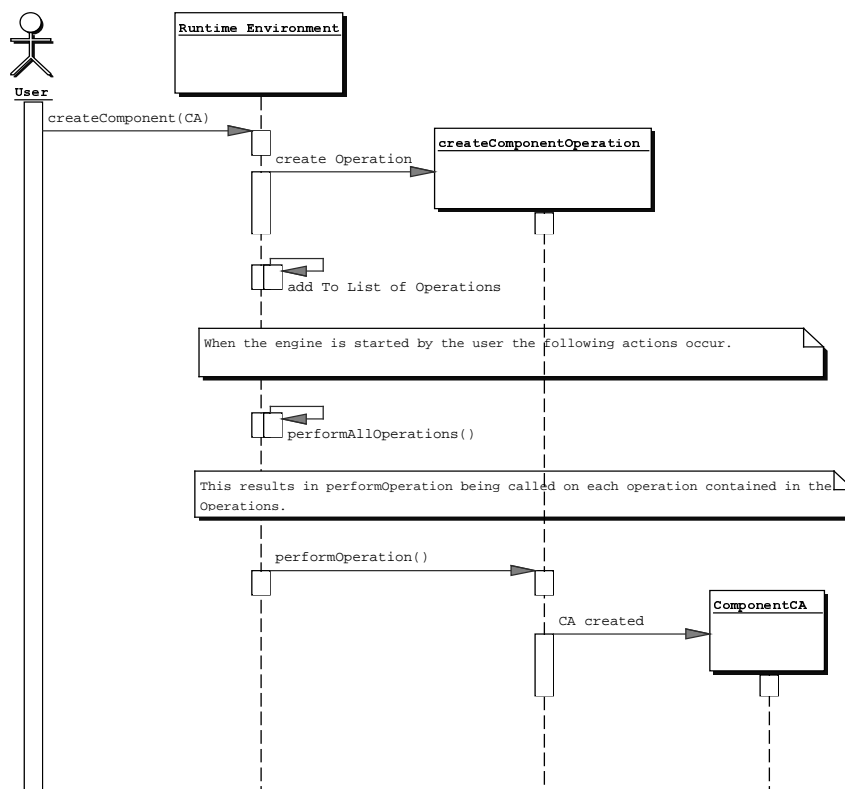 Runtime Environment
User
createComponent(CA)
createComponentOperation
create Operation
add To List of Operations
When the engine is started by the user the following actions occur.
performAllOperations()
This results in performOperation being called on each operation contained in the
Operations.
performOperation()
ComponentCA
CA created